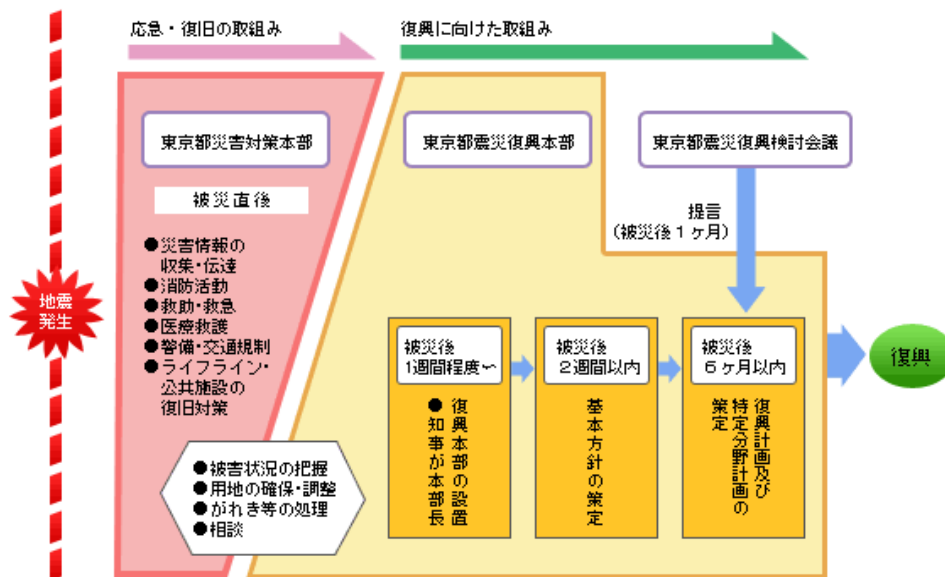 応急・復旧の取組み
復興に向けた取組み
地震
発生
東京都災害対策本部
被災直後
●災害情報の
収集・伝達
●消防活動
●救助・救急
●医療救護
●警備・交通規制
●ライフライン・
公共施設の
復旧対策
●被害状況の把握
●用地の確保・調整
●がれき等の処理
●相談
東京都震災復興本部
東京都震災復興検討会議
提言
(被災後1ヶ月)
被災後
1週間程度~
復興本部の設置
●知事が本部長
被災後
2週間以内
基本方針の策定
被災後
6ヶ月以内
復興計画及び
特定分野計画の
策定
復興